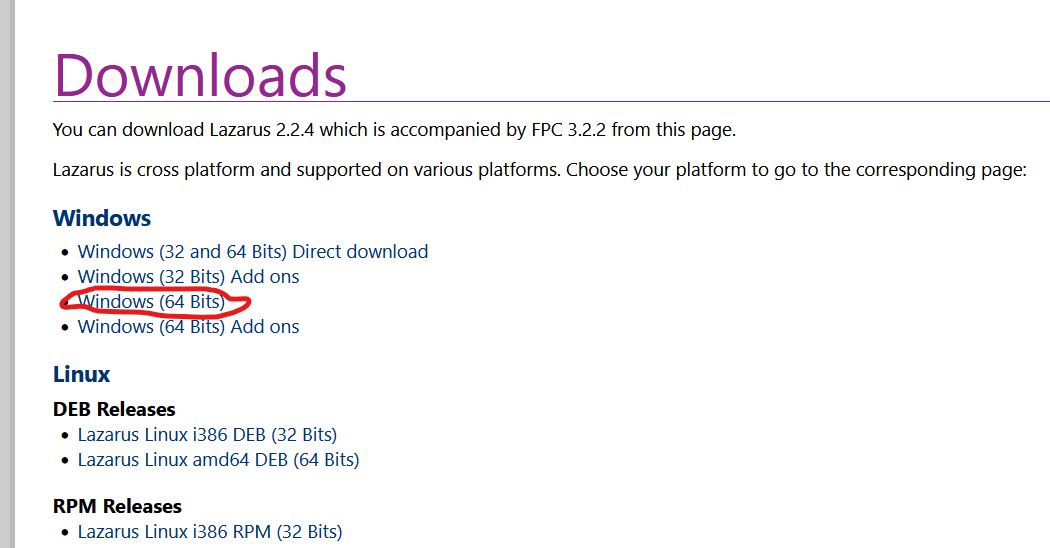 Downloads
You can download Lazarus 2.2.4 which is accompanied by FPC 3.2.2 from this page.
Lazarus is cross platform and supported on various platforms. Choose your platform to go to the corresponding page:
Windows
• Windows (32 and 64 Bits) Direct download
• Windows (32 Bits) Add ons
• Windows (64 Bits)
• Windows (64 Bits) Add ons
Linux
DEB Releases
• Lazarus Linux i386 DEB (32 Bits)
• Lazarus Linux amd64 DEB (64 Bits)
RPM Releases
• Lazarus Linux i386 RPM (32 Bits)